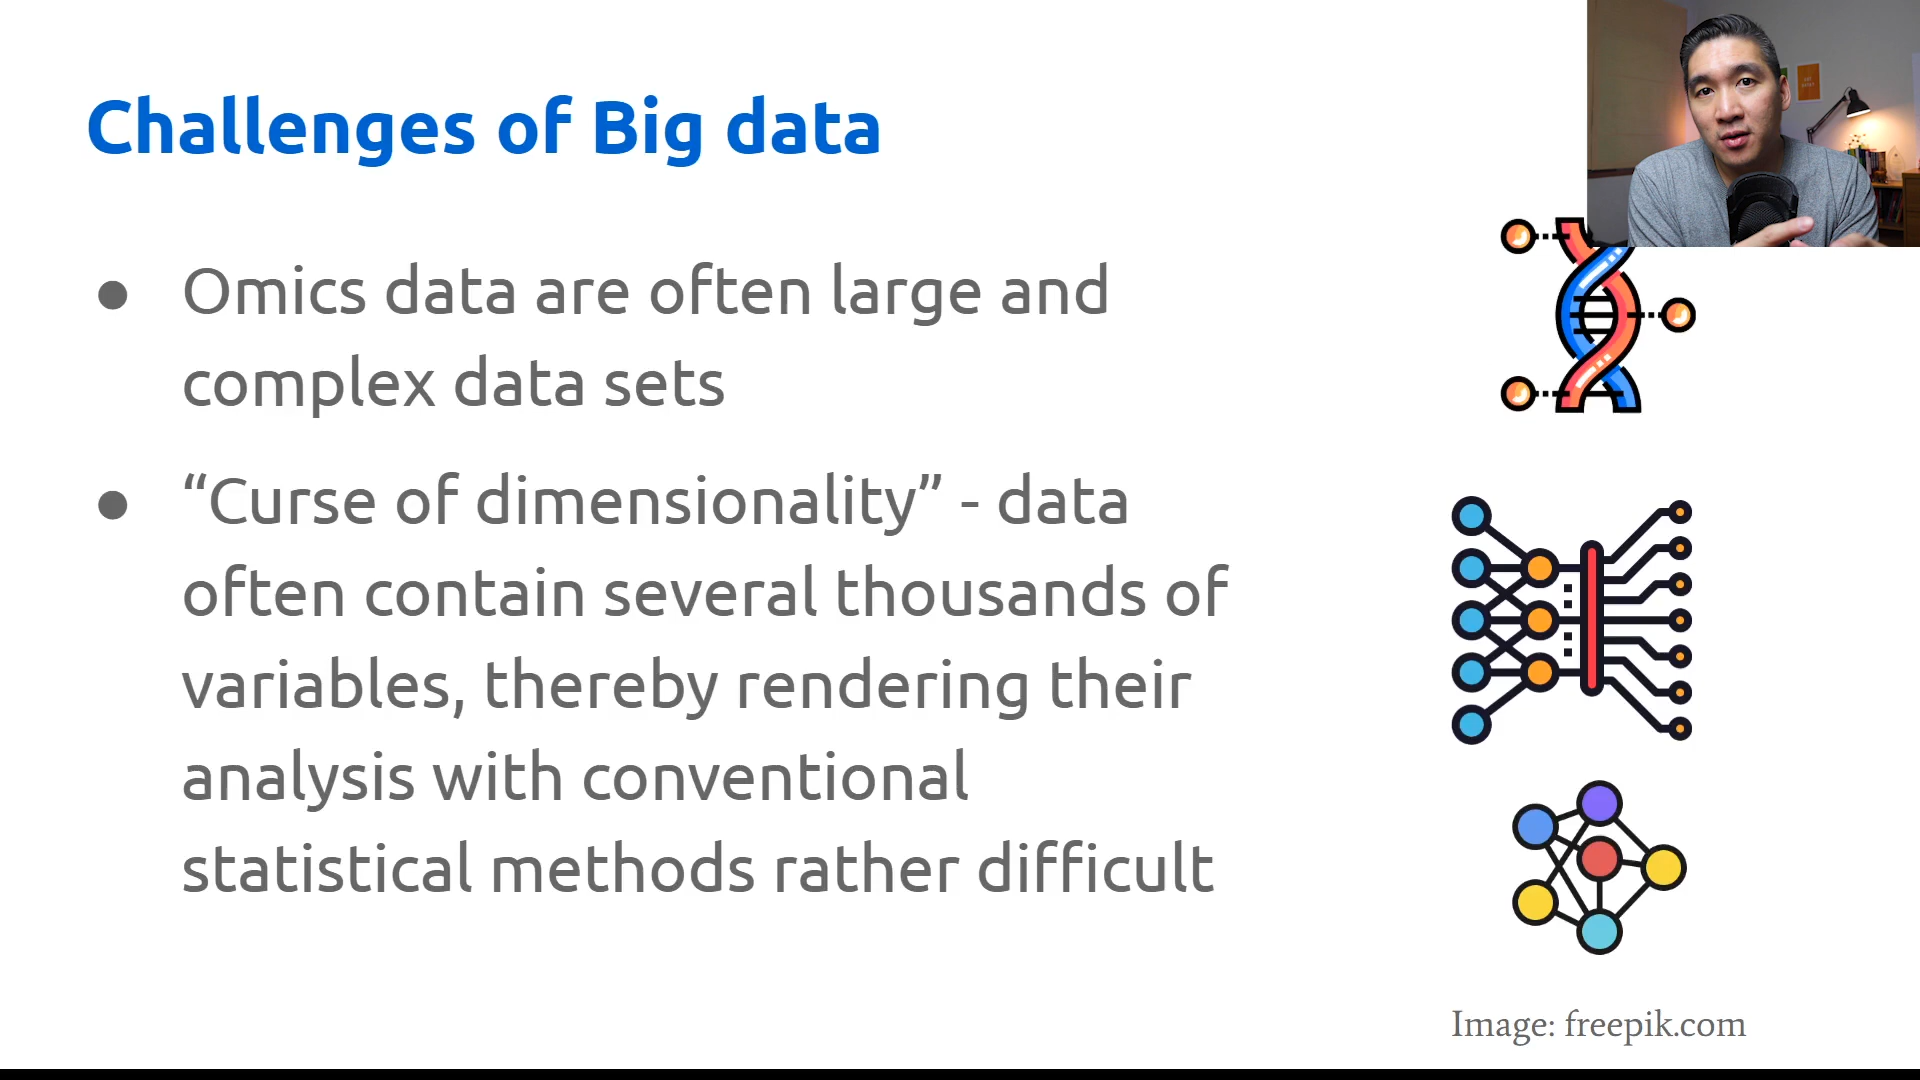 Challenges of Big data
● Omics data are often large and
complex data sets
● “Curse of dimensionality” - data
often contain several thousands of
variables, thereby rendering their
analysis with conventional
statistical methods rather difficult
Image: freepik.com